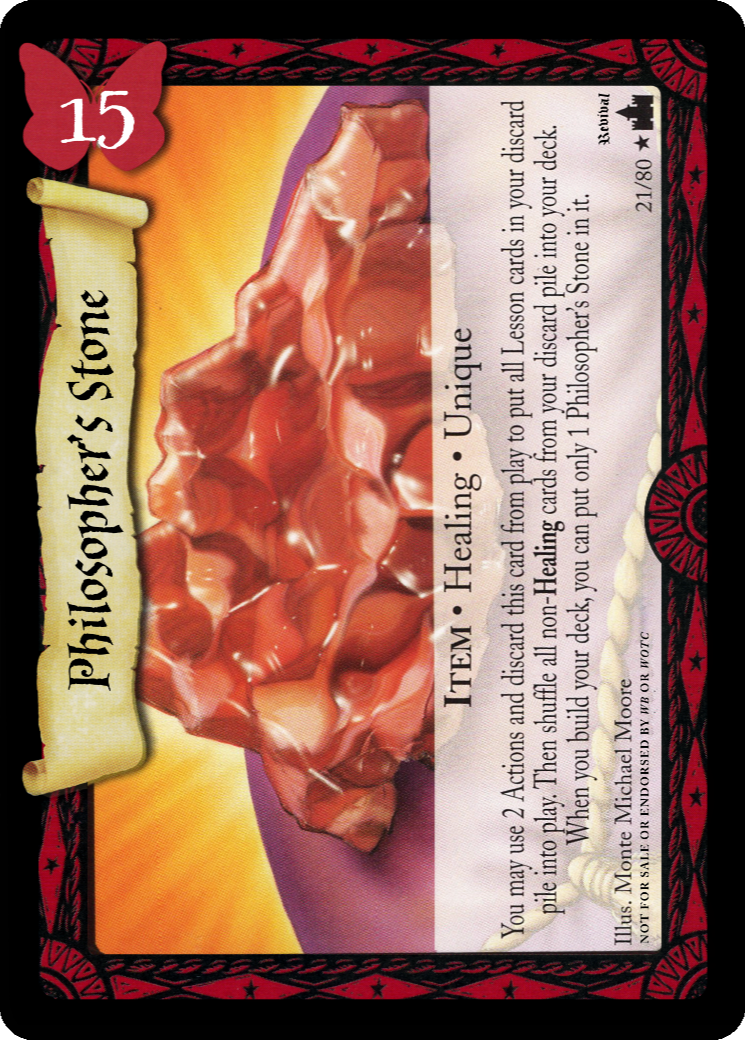 15
Philosopher's Stone
ITEM • Healing • Unique
You may use 2 Actions and discard this card from play to put all Lesson cards in your discard
pile into play. Then shuffle all non-Healing cards from your discard pile into your deck.
When you build your deck, you can put only 1 Philosopher's Stone in it.
Illus. Monte Michael Moore
NOT FOR SALE OR ENDORSED BY WB OR WOTC
Revival
21/80 ★